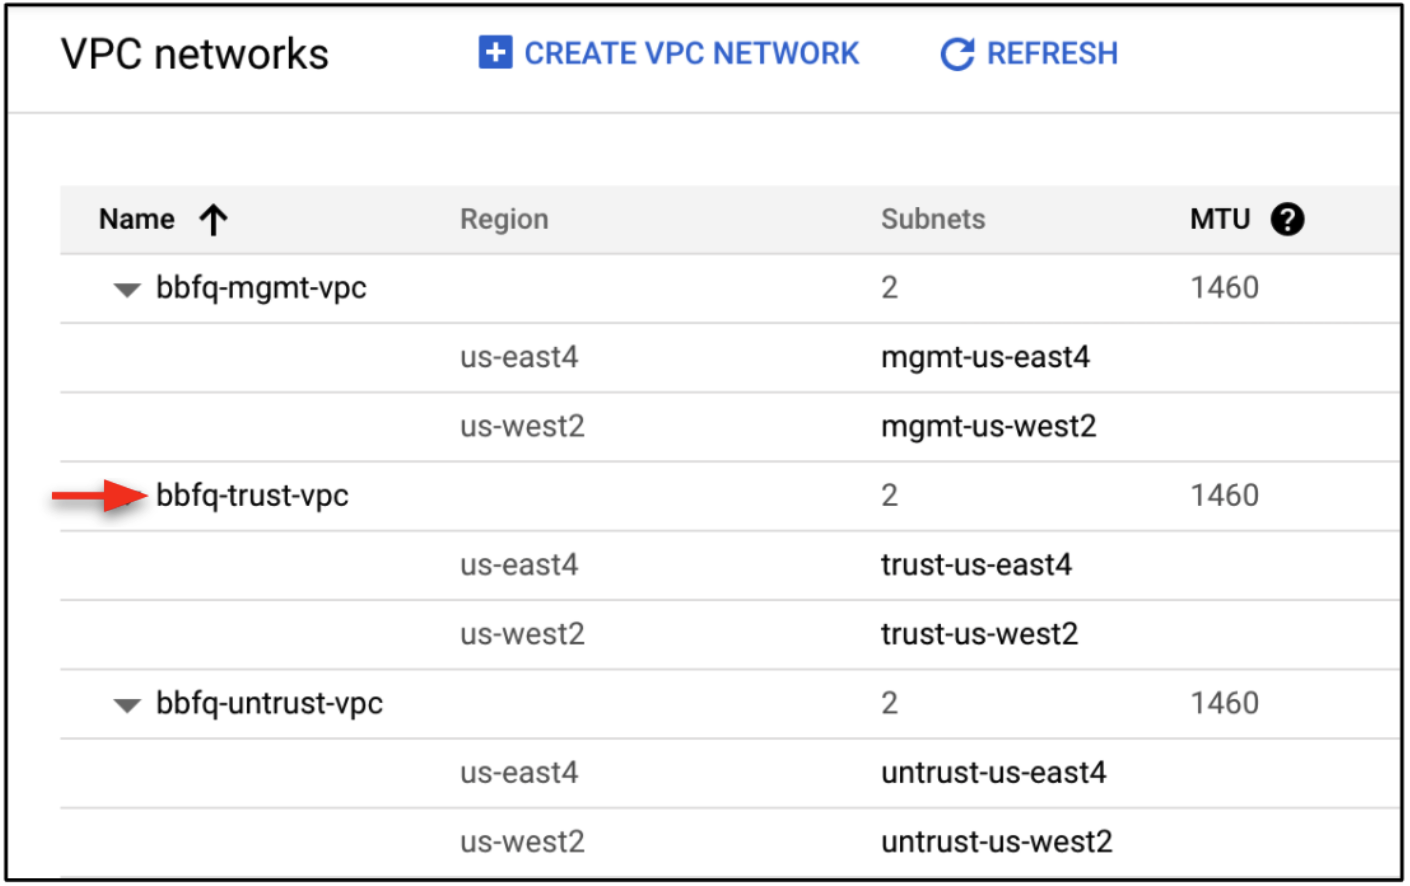 VPC networks CREATE VPC NETWORK REFRESH
Name Region Subnets MTU ?
bbfq-mgmt-vpc 2 1460
us-east4 mgmt-us-east4
us-west2 mgmt-us-west2
bbfq-trust-vpc 2 1460
us-east4 trust-us-east4
us-west2 trust-us-west2
bbfq-untrust-vpc 2 1460
us-east4 untrust-us-east4
us-west2 untrust-us-west2